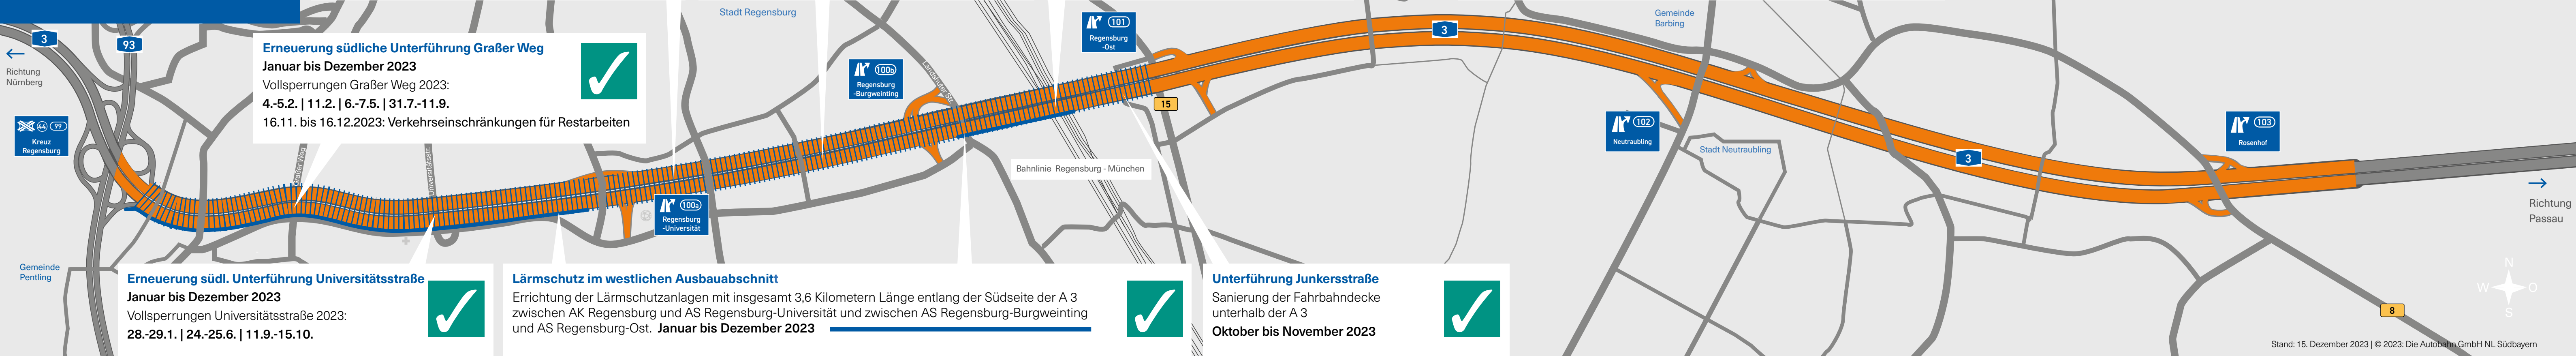 3
93
Richtung
Nürnberg
44 99
Kreuz
Regensburg
Gemeinde
Pentling
Erneuerung südliche Unterführung Graßer Weg
Januar bis Dezember 2023
Vollsperrungen Graßer Weg 2023:
4.-5.2. | 11.2. | 6.-7.5. | 31.7.-11.9.
16.11. bis 16.12.2023: Verkehrseinschränkungen für Restarbeiten
Graßer Weg
Universitätsstr.
Stadt Regensburg
100a
Regensburg
-Universität
100b
Regensburg
-Burgweinting
Landshuter Str.
101
Regensburg
-Ost
15
Bahnlinie Regensburg - München
3
Gemeinde
Barbing
102
Neutraubling
Stadt Neutraubling
3
103
Rosenhof
Richtung
Passau
Erneuerung südl. Unterführung Universitätsstraße
Januar bis Dezember 2023
Vollsperrungen Universitätsstraße 2023:
28.-29.1. | 24.-25.6. | 11.9.-15.10.
Lärmschutz im westlichen Ausbauabschnitt
Errichtung der Lärmschutzanlagen mit insgesamt 3,6 Kilometern Länge entlang der Südseite der A 3
zwischen AK Regensburg und AS Regensburg-Universität und zwischen AS Regensburg-Burgweinting
und AS Regensburg-Ost. Januar bis Dezember 2023
Unterführung Junkersstraße
Sanierung der Fahrbahndecke
unterhalb der A 3
Oktober bis November 2023
8
N
W O
S
Stand: 15. Dezember 2023 | © 2023: Die Autobahn GmbH NL Südbayern